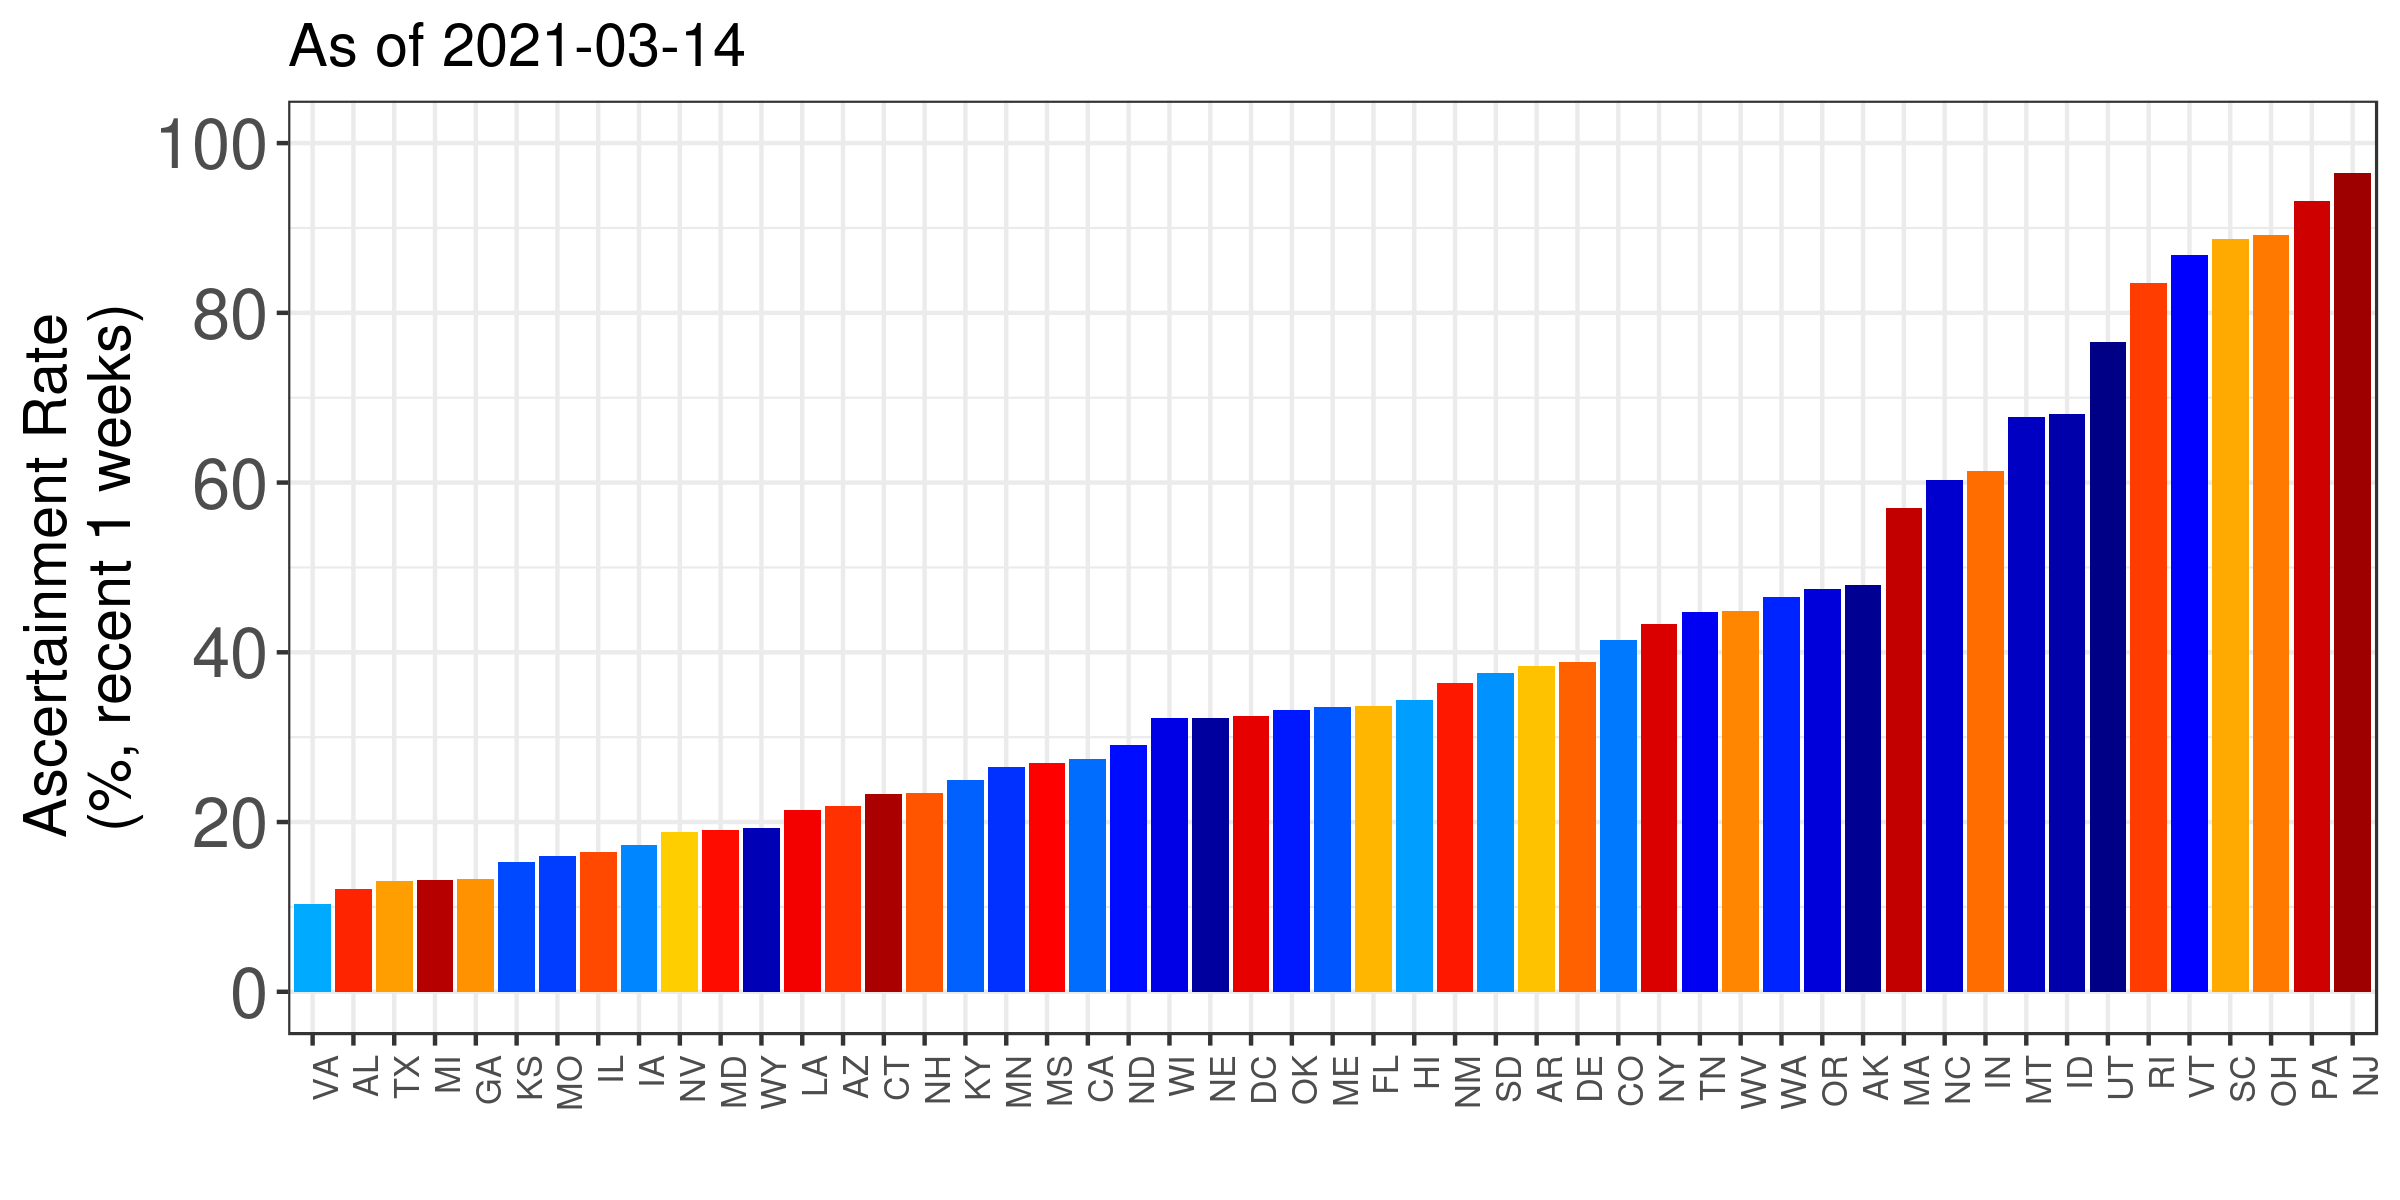 As of 2021-03-14
Ascertainment Rate
(%, recent 1 weeks)
100
80
60
40
20
0
VA AL TX MI GA KS MO IL IA NV MD WY LA AZ CT NH KY MN MS CA ND WI NE DC OK ME FL HI NM SD AR DE CO NY TN WV WA OR AK MA NC IN MT ID UT RI VT SC OH PA NJ